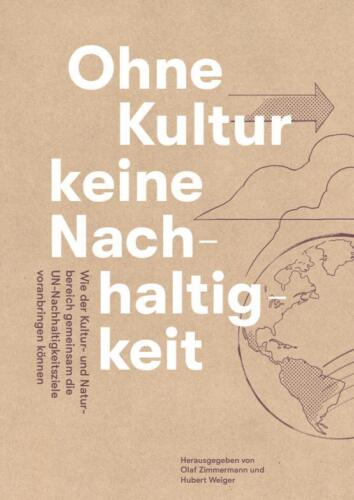 Ohne
Kultur
keine
Nach-
haltig-
keit
Wie der Kultur- und Natur-
bereich gemeinsam die
UN-Nachhaltigkeitsziele
voranbringen können
Herausgegeben von
Olaf Zimmermann und
Hubert Weiger